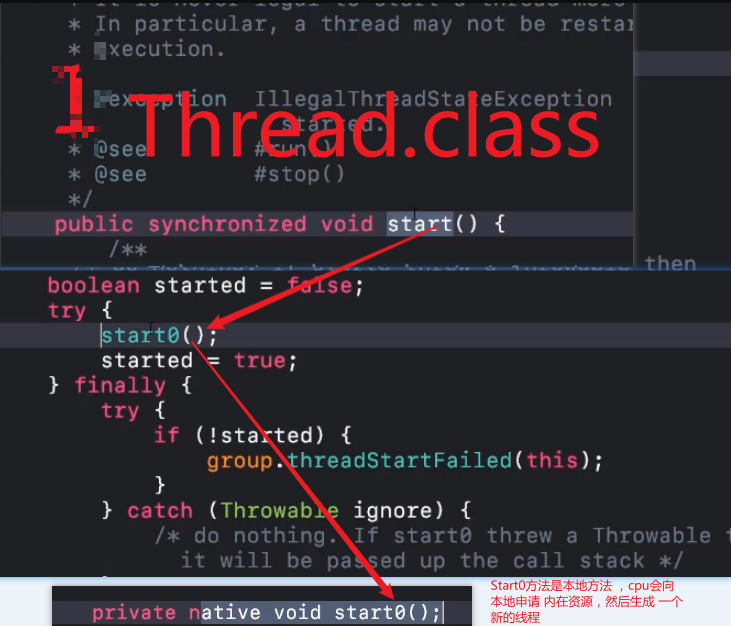 * It is never legal to start a thread more
* In particular, a thread may not be restar
* execution.
1 Thread.class
exception IllegalThreadStateException
started.
* @see #run()
* @see #stop()
*/
public synchronized void start() {
/**
then
boolean started = false;
try {
start0();
started = true;
} finally {
try {
if (!started) {
group.threadStartFailed(this);
}
} catch (Throwable ignore) {
/* do nothing. If start0 threw a Throwable t
it will be passed up the call stack */
private native void start0();
Start0方法是本地方法 ，cpu会向
本地申请 内在资源，然后生成 一个
新的线程